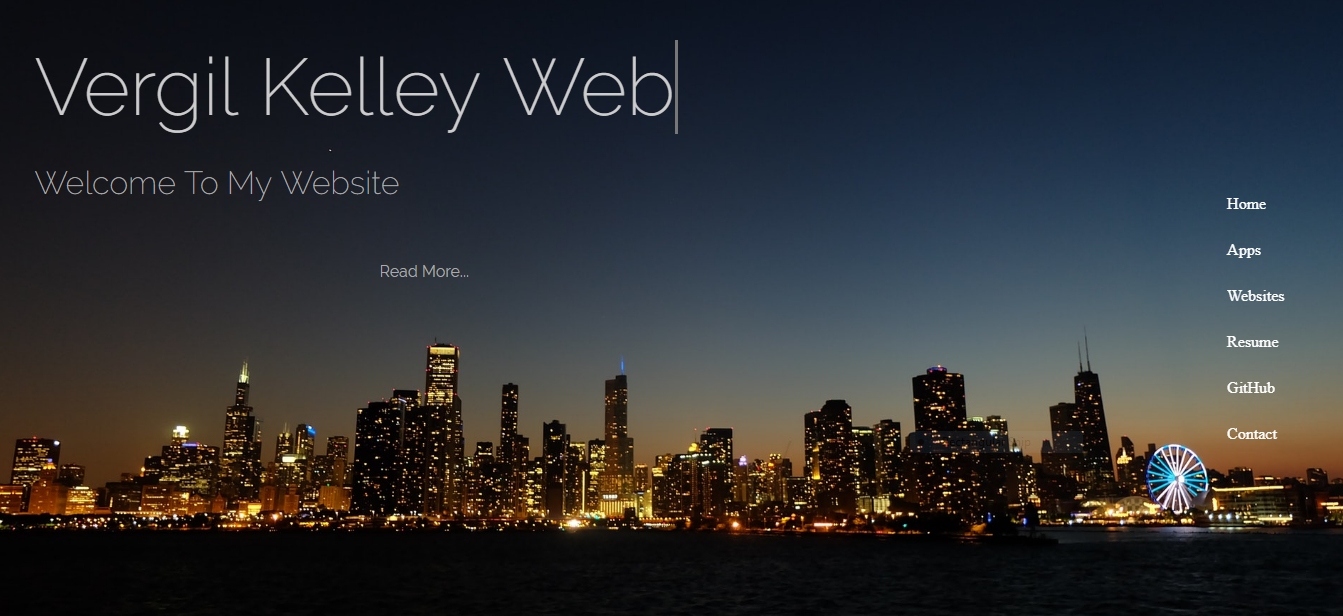 Vergil Kelley Web
Welcome To My Website
Read More...
Home
Apps
Websites
Resume
GitHub
Contact